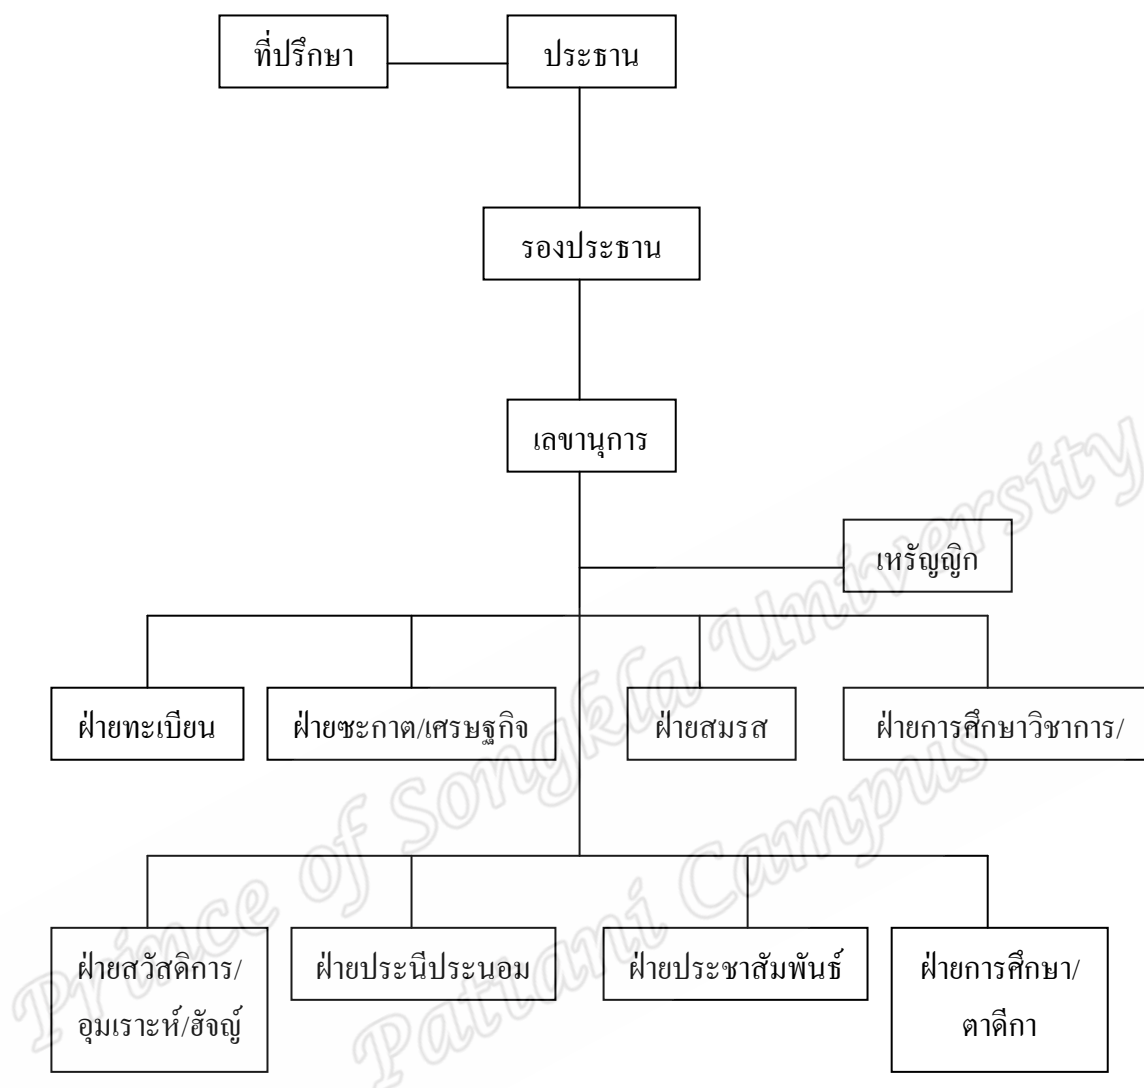 ที่ปรึกษา
ประธาน
รองประธาน
เลขานุการ
เหรัญญิก
ฝ่ายทะเบียน
ฝ่ายซะกาต/เศรษฐกิจ
ฝ่ายสมรส
ฝ่ายการศึกษาวิชาการ/
ฝ่ายสวัสดิการ/
อุมเราะห์/ฮัจญ์
ฝ่ายประนีประนอม
ฝ่ายประชาสัมพันธ์
ฝ่ายการศึกษา/
ตาดีกา
Prince of Songkla University
Pattani Campus